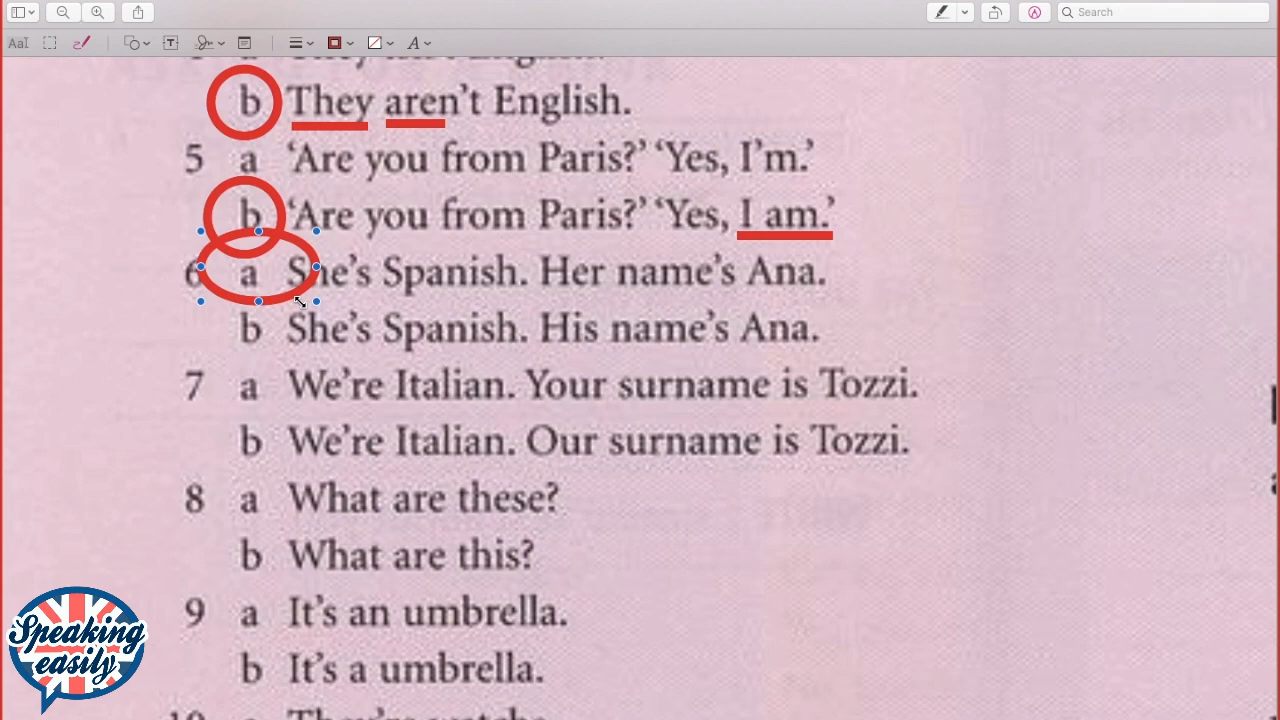 Search
AaI
T
A
b They aren't English.
5 a 'Are you from Paris?' 'Yes, I'm.'
b 'Are you from Paris?' 'Yes, I am.'
6 a She's Spanish. Her name's Ana.
b She's Spanish. His name's Ana.
7 a We're Italian. Your surname is Tozzi.
b We're Italian. Our surname is Tozzi.
8 a What are these?
b What are this?
9 a It's an umbrella.
b It's a umbrella.
Speaking
easily